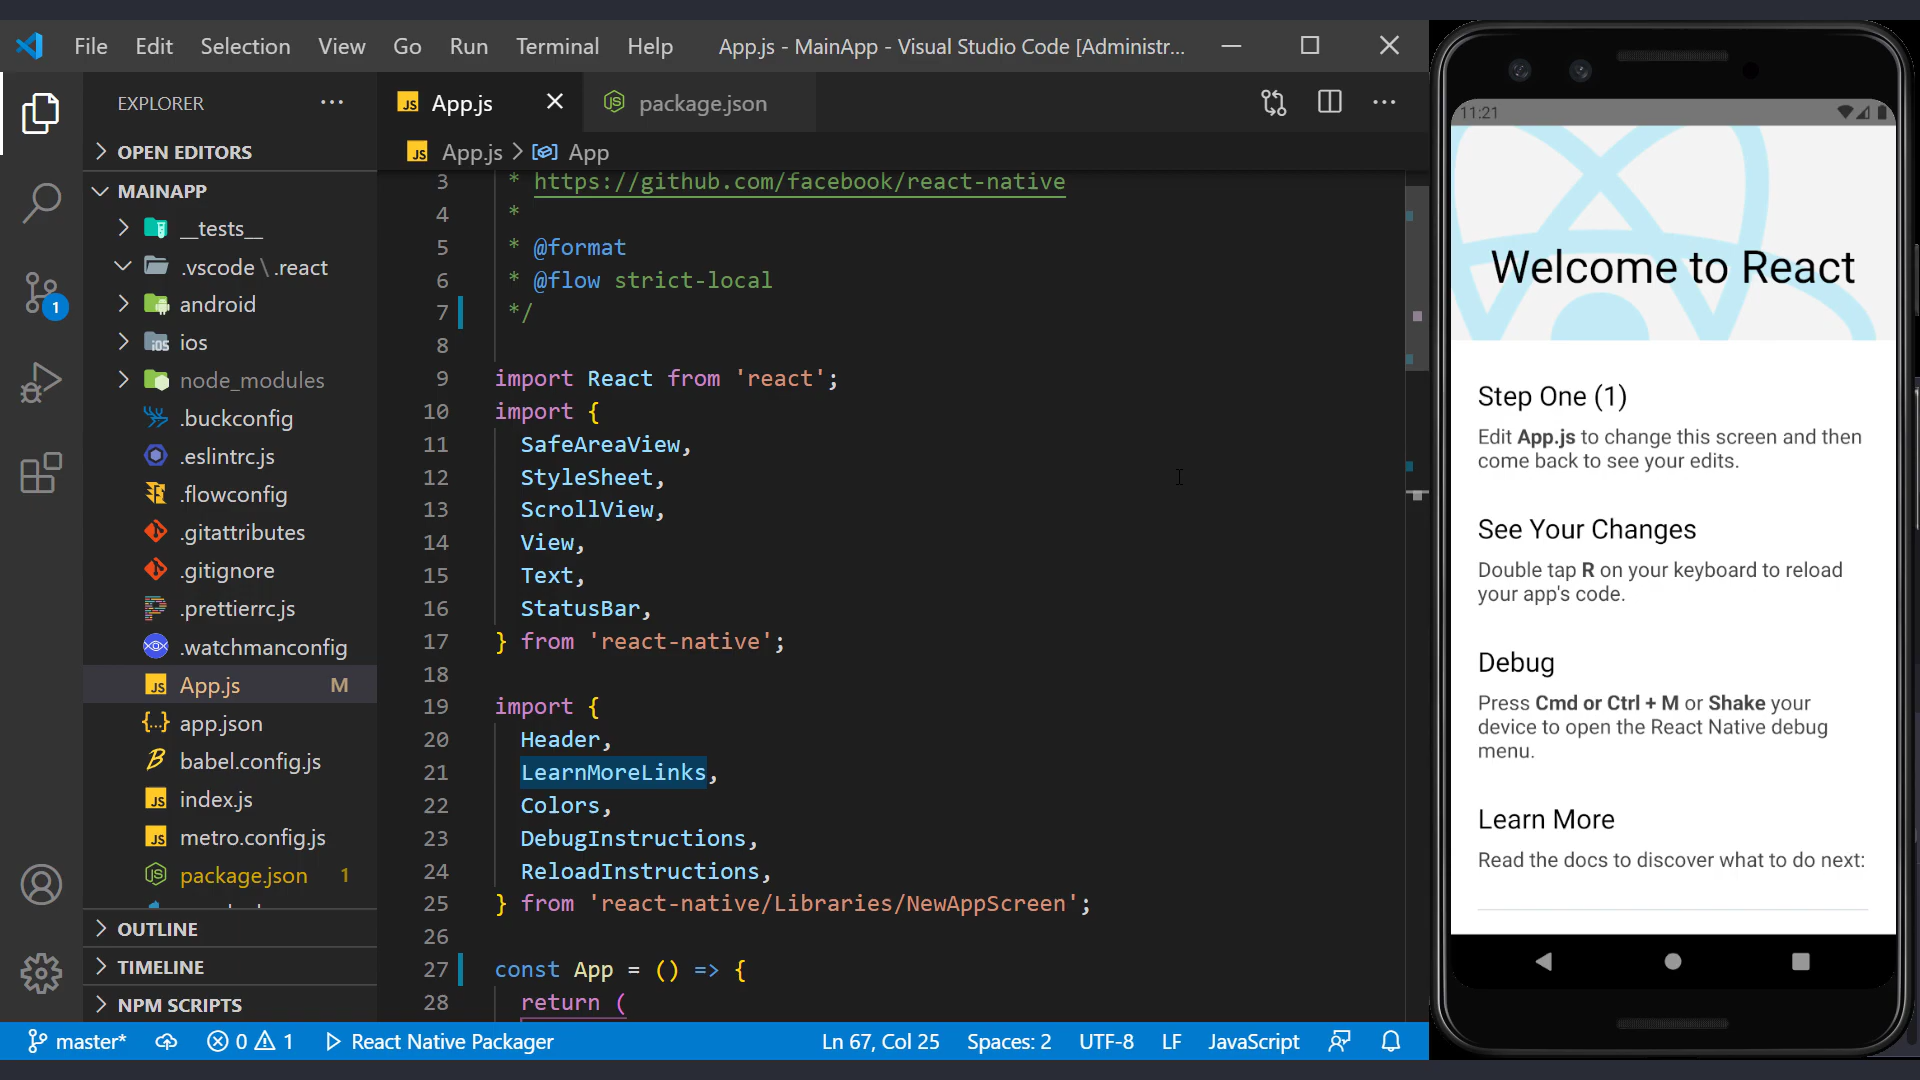 File Edit Selection View Go Run Terminal Help App.js - MainApp - Visual Studio Code [Administr...
EXPLORER
OPEN EDITORS
MAINAPP
__tests__
.vscode \ .react
android
ios
node_modules
.buckconfig
.eslintrc.js
.flowconfig
.gitattributes
.gitignore
.prettierrc.js
.watchmanconfig
App.js M
app.json
babel.config.js
index.js
metro.config.js
package.json 1
OUTLINE
TIMELINE
NPM SCRIPTS
1
JS App.js package.json
JS App.js > App
3 * https://github.com/facebook/react-native
4 *
5 * @format
6 * @flow strict-local
7 */
8
9 import React from 'react';
10 import {
11 SafeAreaView,
12 StyleSheet,
13 ScrollView,
14 View,
15 Text,
16 StatusBar,
17 } from 'react-native';
18
19 import {
20 Header,
21 LearnMoreLinks,
22 Colors,
23 DebugInstructions,
24 ReloadInstructions,
25 } from 'react-native/Libraries/NewAppScreen';
26
27 const App = () => {
28 return (
master* 0 1 React Native Packager Ln 67, Col 25 Spaces: 2 UTF-8 LF JavaScript
11:21
Welcome to React
Step One (1)
Edit App.js to change this screen and then
come back to see your edits.
See Your Changes
Double tap R on your keyboard to reload
your app's code.
Debug
Press Cmd or Ctrl + M or Shake your
device to open the React Native debug
menu.
Learn More
Read the docs to discover what to do next: